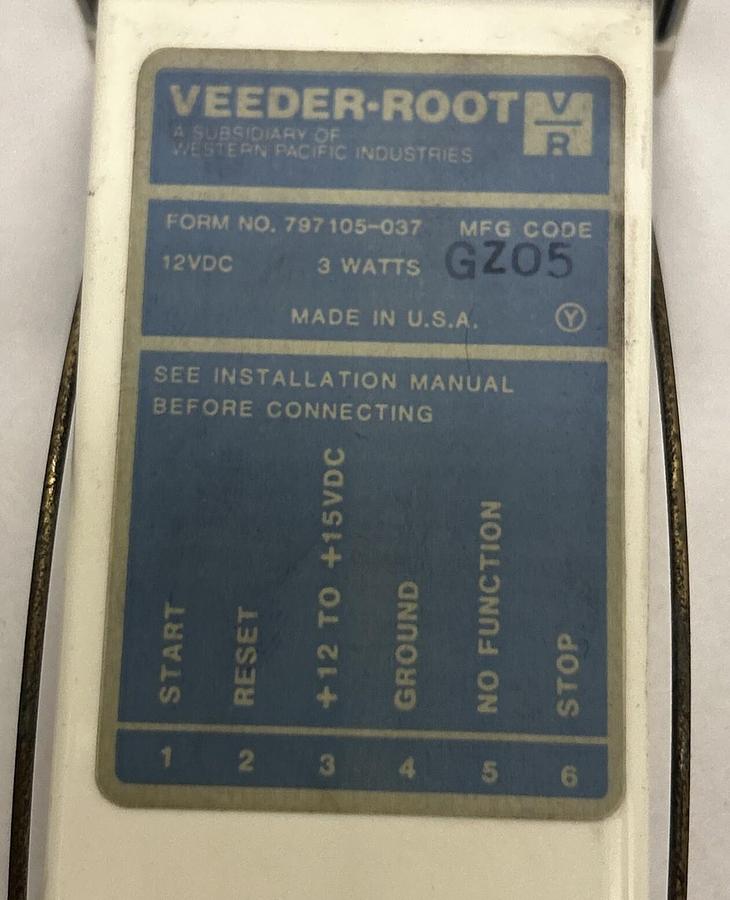 VEEDER-ROOT V
R
A SUBSIDIARY OF
WESTERN PACIFIC INDUSTRIES
FORM NO. 797105-037 MFG CODE
12VDC 3 WATTS GZ05
MADE IN U.S.A. Y
SEE INSTALLATION MANUAL
BEFORE CONNECTING
START
RESET
+12 TO +15VDC
GROUND
NO FUNCTION
STOP
1 2 3 4 5 6